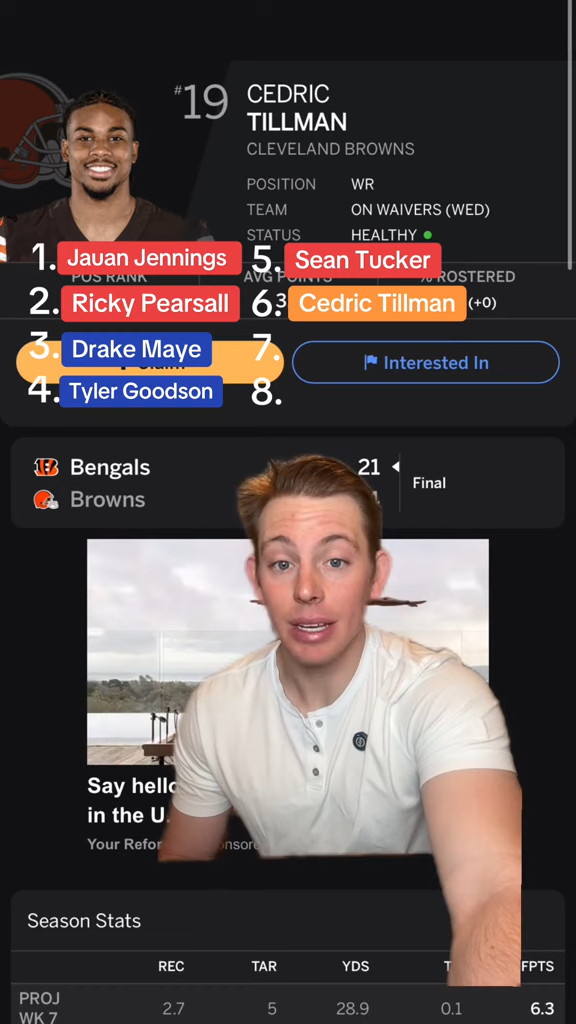 #19 CEDRIC
TILLMAN
CLEVELAND BROWNS
POSITION WR
TEAM ON WAIVERS (WED)
STATUS HEALTHY
1. Jauan Jennings 5. Sean Tucker
POS RANK AVG POINTS % ROSTERED
2. Ricky Pearsall 6. Cedric Tillman (+0)
3. Drake Maye 7.
Interested In
4. Tyler Goodson 8.
Bengals 21
Final
Browns
Say hello
in the U.
Your Refor
Season Stats
REC TAR YDS FPTS
PROJ
WK 7 2.7 5 28.9 0.1 6.3